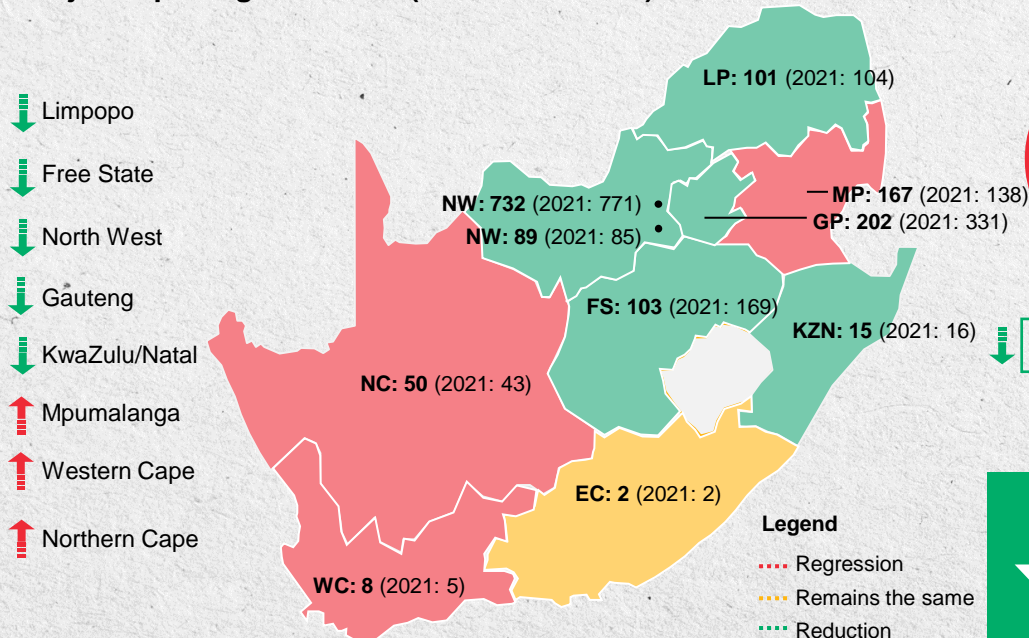 Limpopo
Free State
North West
Gauteng
KwaZulu/Natal
Mpumalanga
Western Cape
Northern Cape
LP: 101 (2021: 104)
MP: 167 (2021: 138)
NW: 732 (2021: 771)
GP: 202 (2021: 331)
NW: 89 (2021: 85)
FS: 103 (2021: 169)
KZN: 15 (2021: 16)
NC: 50 (2021: 43)
EC: 2 (2021: 2)
WC: 8 (2021: 5)
Legend
Regression
Remains the same
Reduction